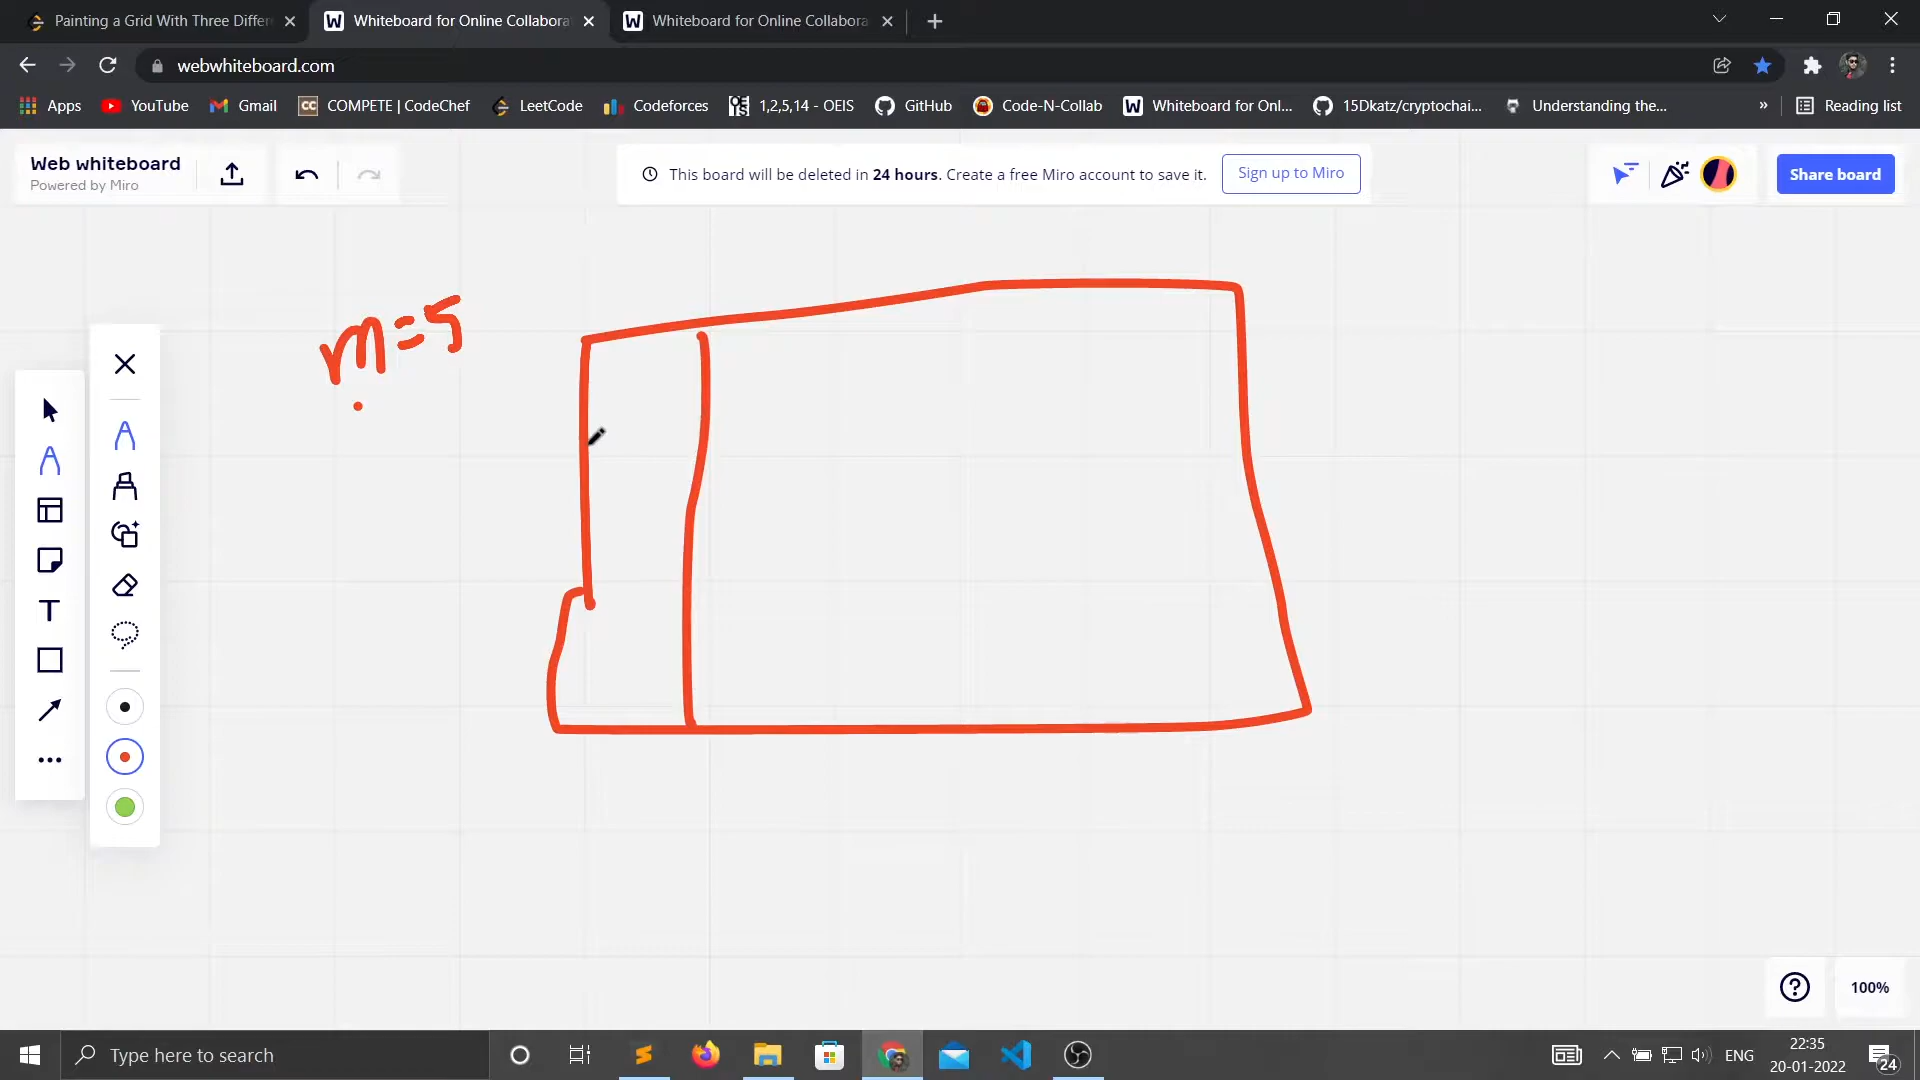 Painting a Grid With Three Differ
Whiteboard for Online Collabora
Whiteboard for Online Collabora
webwhiteboard.com
Apps
YouTube
Gmail
CC COMPETE | CodeChef
LeetCode
Codeforces
1,2,5,14 - OEIS
GitHub
Code-N-Collab
Whiteboard for Onl...
15Dkatz/cryptochai...
Understanding the...
»
Reading list
Web whiteboard
Powered by Miro
This board will be deleted in 24 hours. Create a free Miro account to save it.
Sign up to Miro
Share board
m=5
T
100%
Type here to search
ENG
22:35
20-01-2022
24